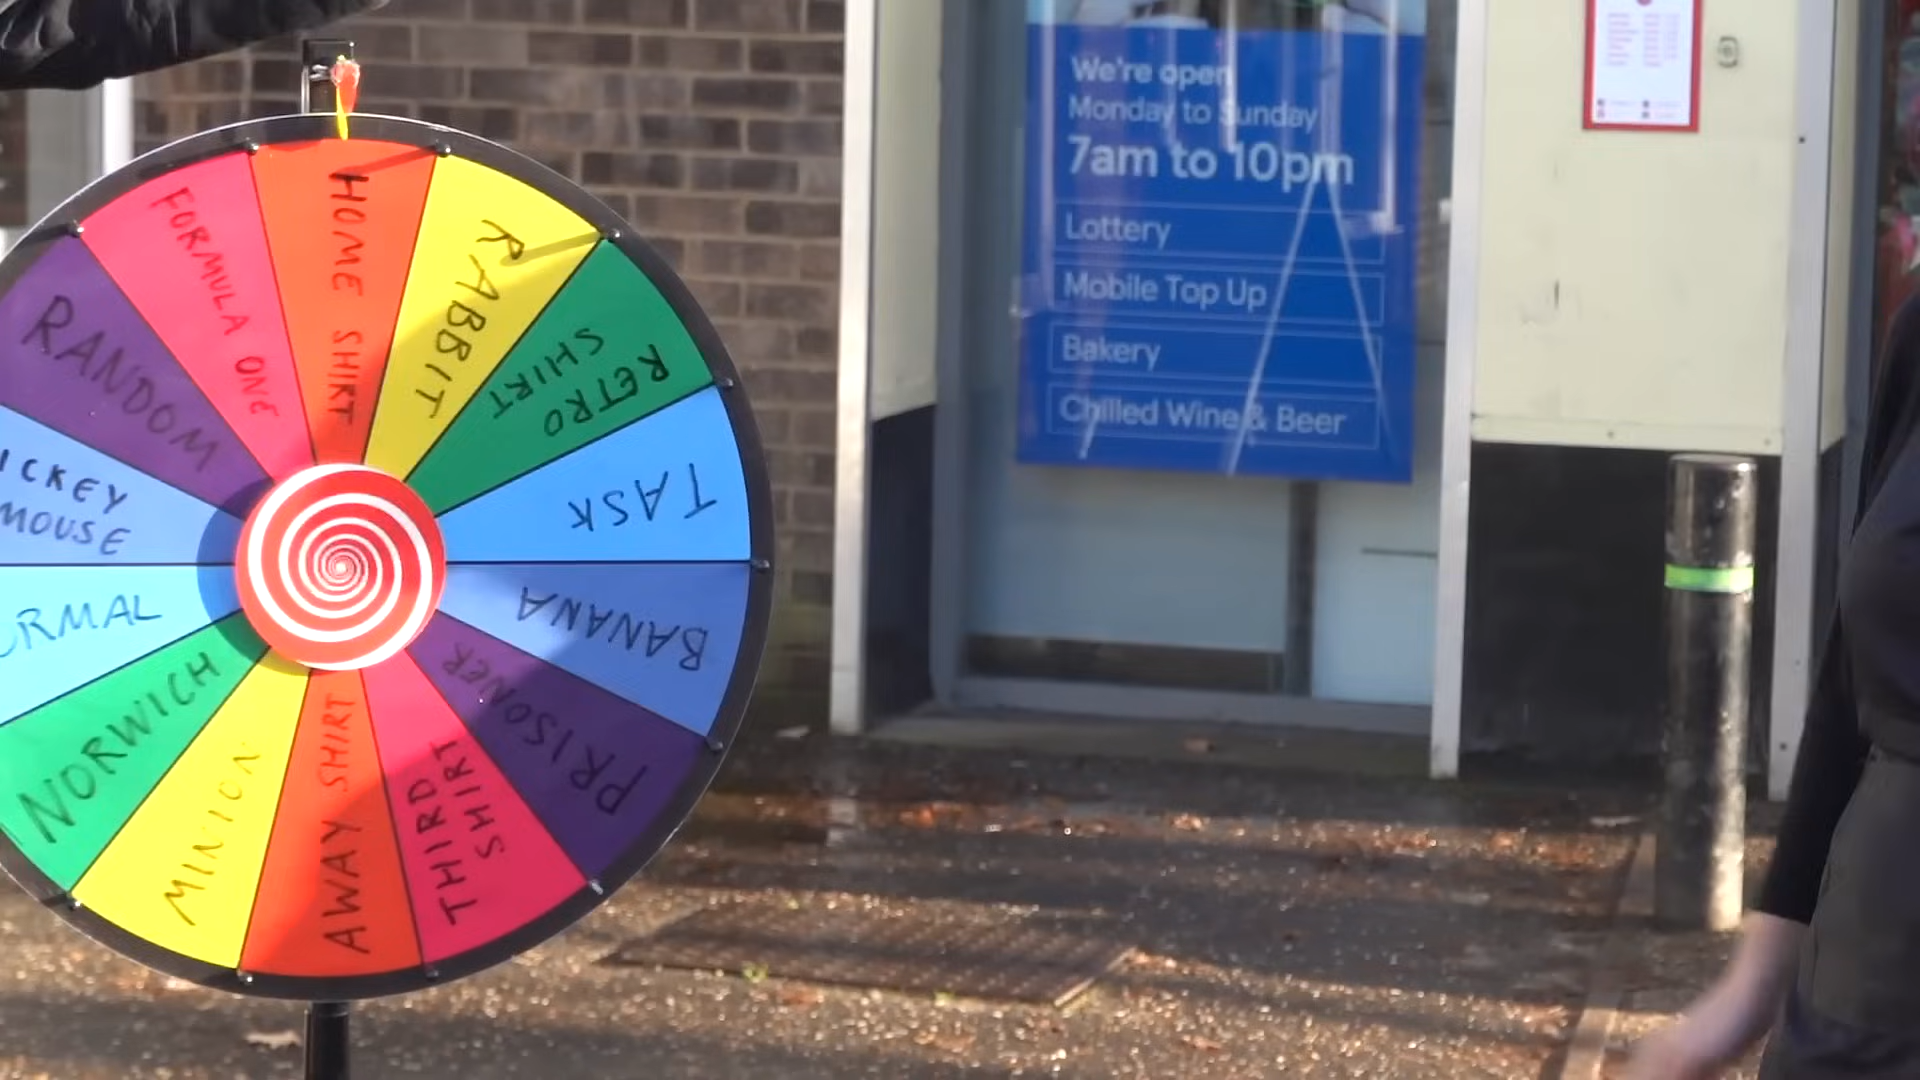 HOME SHIRT
RABBIT
RETRO
SHIRT
TASK
BANANA
PRISONER
THIRD
SHIRT
AWAY SHIRT
MINION
NORWICH
ORMAL
ICKEY
MOUSE
RANDOM
FORMULA ONE
We're open
Monday to Sunday
7am to 10pm
Lottery
Mobile Top Up
Bakery
Chilled Wine & Beer